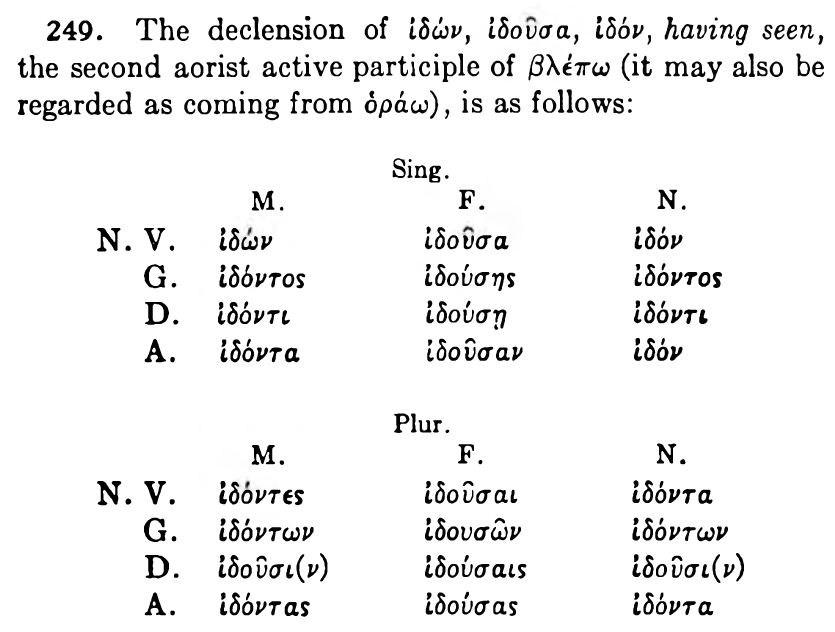 249. The declension of ἰδών, ἰδοῦσα, ἰδόν, having seen,
the second aorist active participle of βλέπω (it may also be
regarded as coming from ὁράω), is as follows:
Sing.
M. F. N.
N. V. ἰδών ἰδοῦσα ἰδόν
G. ἰδόντος ἰδούσης ἰδόντος
D. ἰδόντι ἰδούσῃ ἰδόντι
A. ἰδόντα ἰδοῦσαν ἰδόν
Plur.
M. F. N.
N. V. ἰδόντες ἰδοῦσαι ἰδόντα
G. ἰδόντων ἰδουσῶν ἰδόντων
D. ἰδοῦσι(ν) ἰδούσαις ἰδοῦσι(ν)
A. ἰδόντας ἰδούσας ἰδόντα